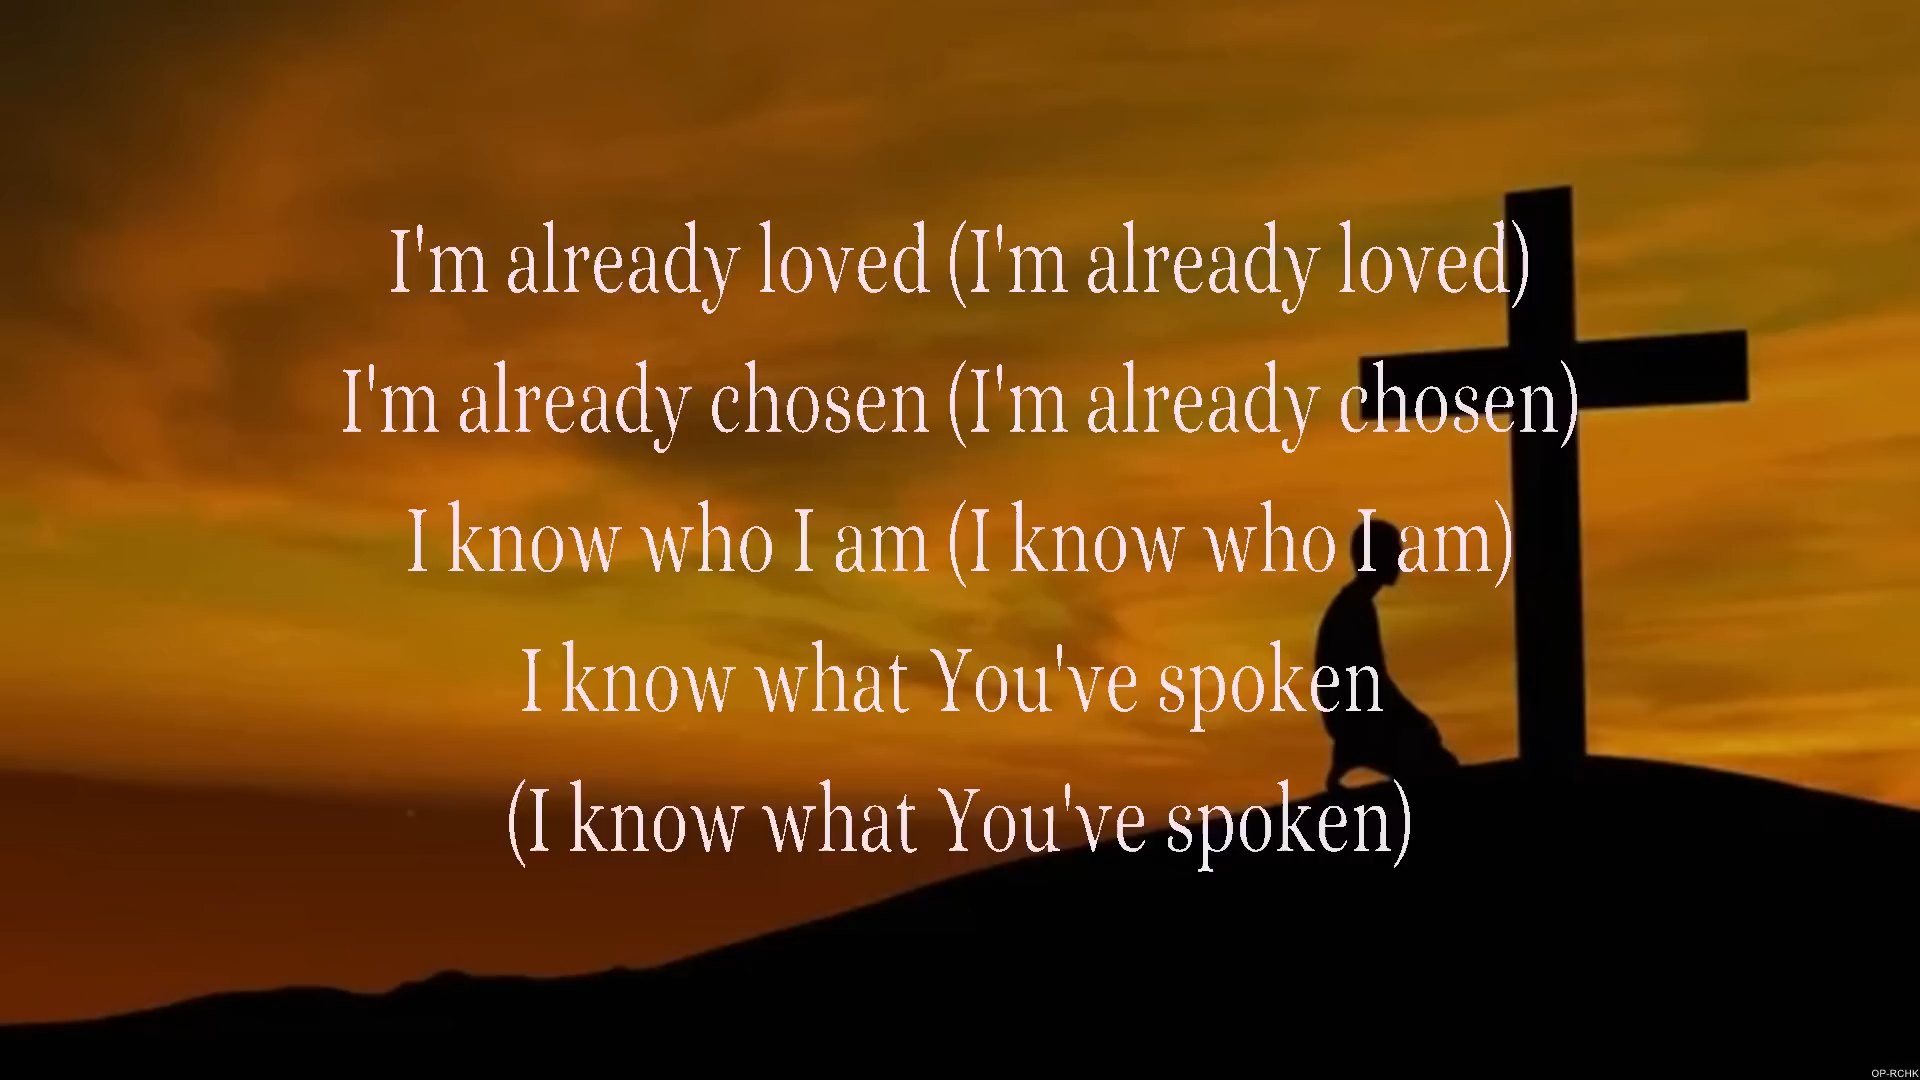 I'm already loved (I'm already loved)
I'm already chosen (I'm already chosen)
I know who I am (I know who I am)
I know what You've spoken
(I know what You've spoken)
OP-RCHK